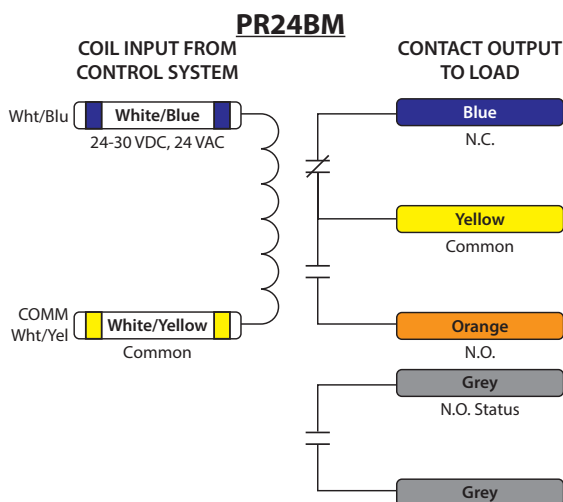 PR24BM
COIL INPUT FROM
CONTROL SYSTEM
CONTACT OUTPUT
TO LOAD
Wht/Blu
White/Blue
24-30 VDC, 24 VAC
Blue
N.C.
Yellow
Common
COMM
Wht/Yel
White/Yellow
Common
Orange
N.O.
Grey
N.O. Status
Grey